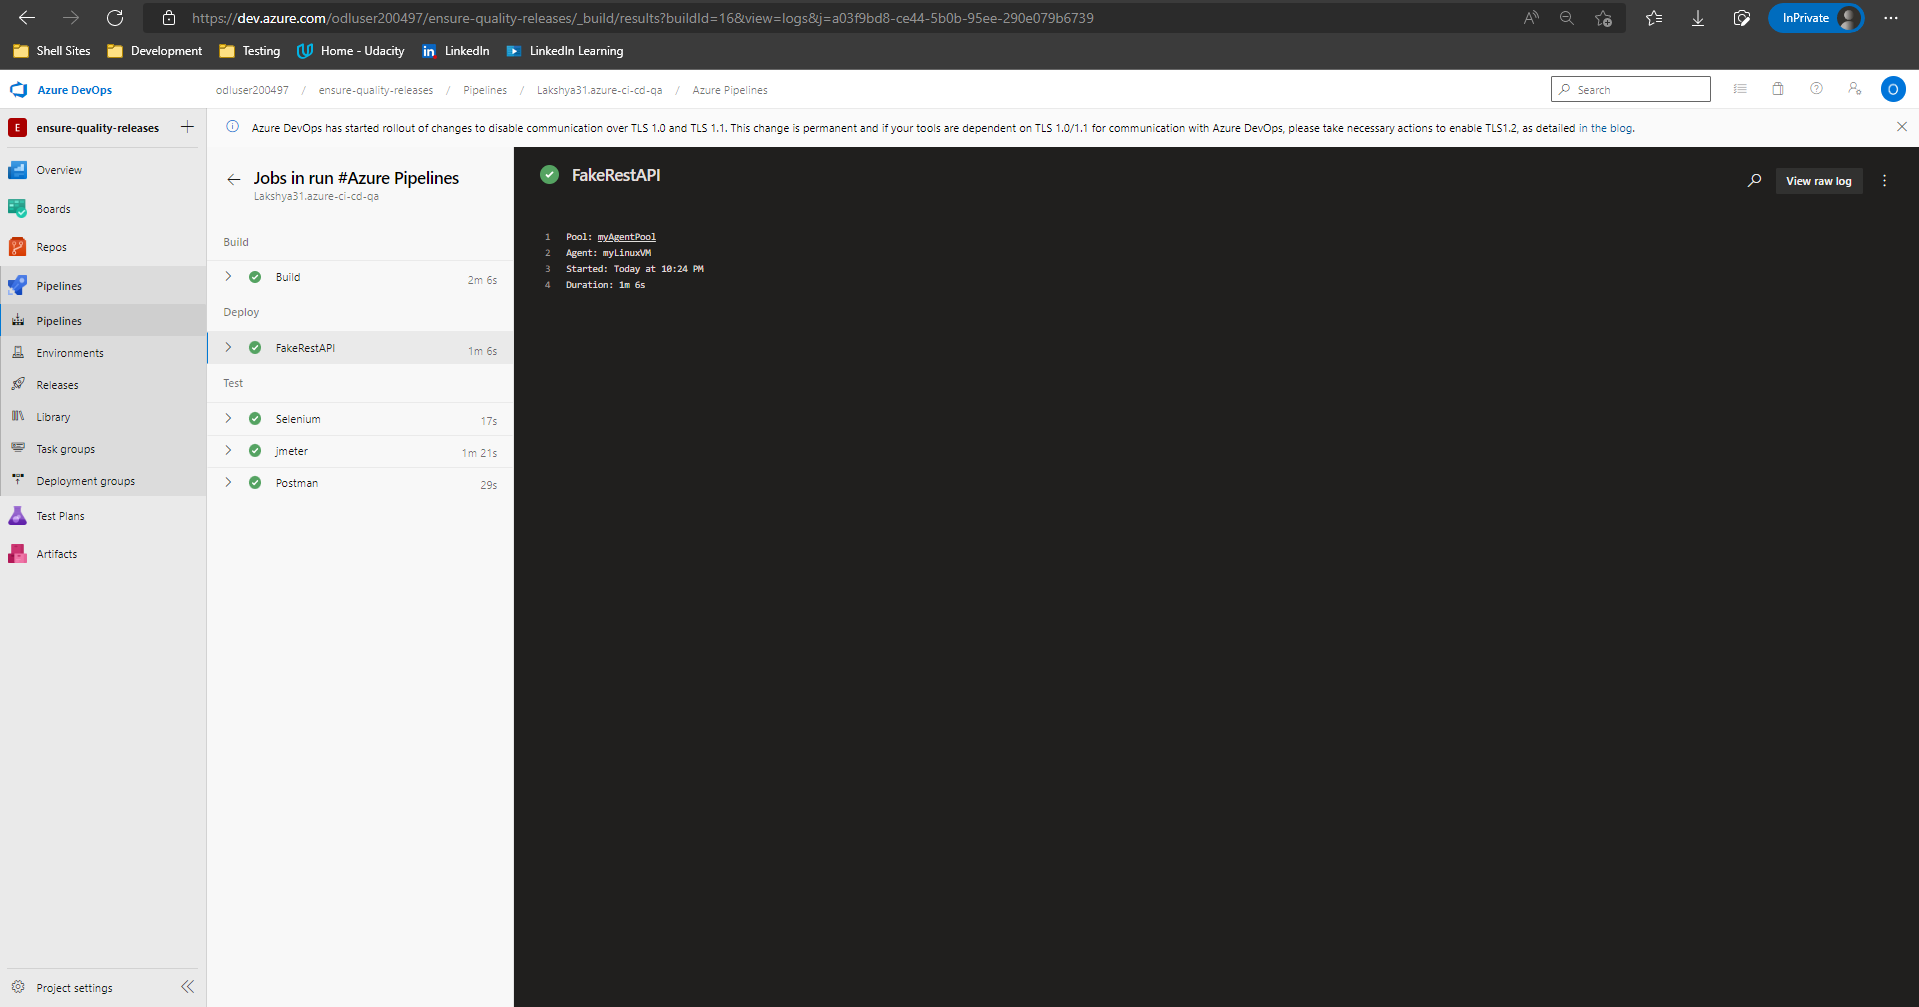 https://dev.azure.com/odluser200497/ensure-quality-releases/_build/results?buildId=16&view=logs&j=a03f9bd8-ce44-5b0b-95ee-290e079b6739
InPrivate
Shell Sites Development Testing Home - Udacity LinkedIn LinkedIn Learning
Azure DevOps odluser200497 / ensure-quality-releases / Pipelines / Lakshya31.azure-ci-cd-qa / Azure Pipelines Search O
E ensure-quality-releases
Azure DevOps has started rollout of changes to disable communication over TLS 1.0 and TLS 1.1. This change is permanent and if your tools are dependent on TLS 1.0/1.1 for communication with Azure DevOps, please take necessary actions to enable TLS1.2, as detailed in the blog.
Overview
Boards
Repos
Pipelines
Pipelines
Environments
Releases
Library
Task groups
Deployment groups
Test Plans
Artifacts
Project settings
Jobs in run #Azure Pipelines
Lakshya31.azure-ci-cd-qa
Build
Build 2m 6s
Deploy
FakeRestAPI 1m 6s
Test
Selenium 17s
jmeter 1m 21s
Postman 29s
FakeRestAPI
View raw log
1 Pool: myAgentPool
2 Agent: myLinuxVM
3 Started: Today at 10:24 PM
4 Duration: 1m 6s